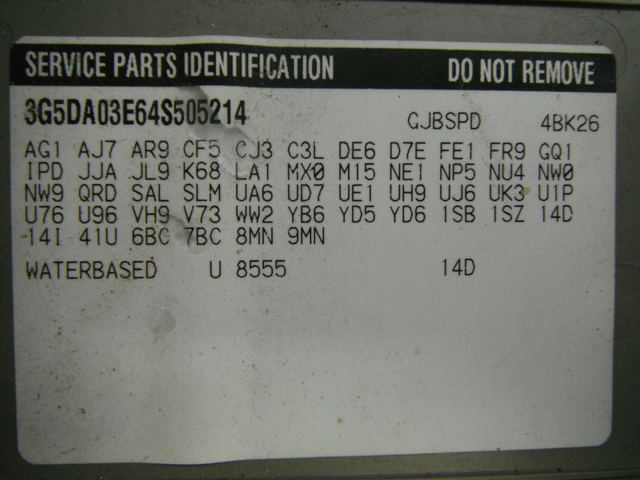 SERVICE PARTS IDENTIFICATION DO NOT REMOVE
3G5DA03E64S505214 GJBSPD 4BK26
AG1 AJ7 AR9 CF5 CJ3 C3L DE6 D7E FE1 FR9 GQ1
IPD JJA JL9 K68 LA1 MX0 M15 NE1 NP5 NU4 NW0
NW9 QRD SAL SLM UA6 UD7 UE1 UH9 UJ6 UK3 U1P
U76 U96 VH9 V73 WW2 YB6 YD5 YD6 1SB 1SZ 14D
14I 41U 6BC 7BC 8MN 9MN
WATERBASED U 8555 14D